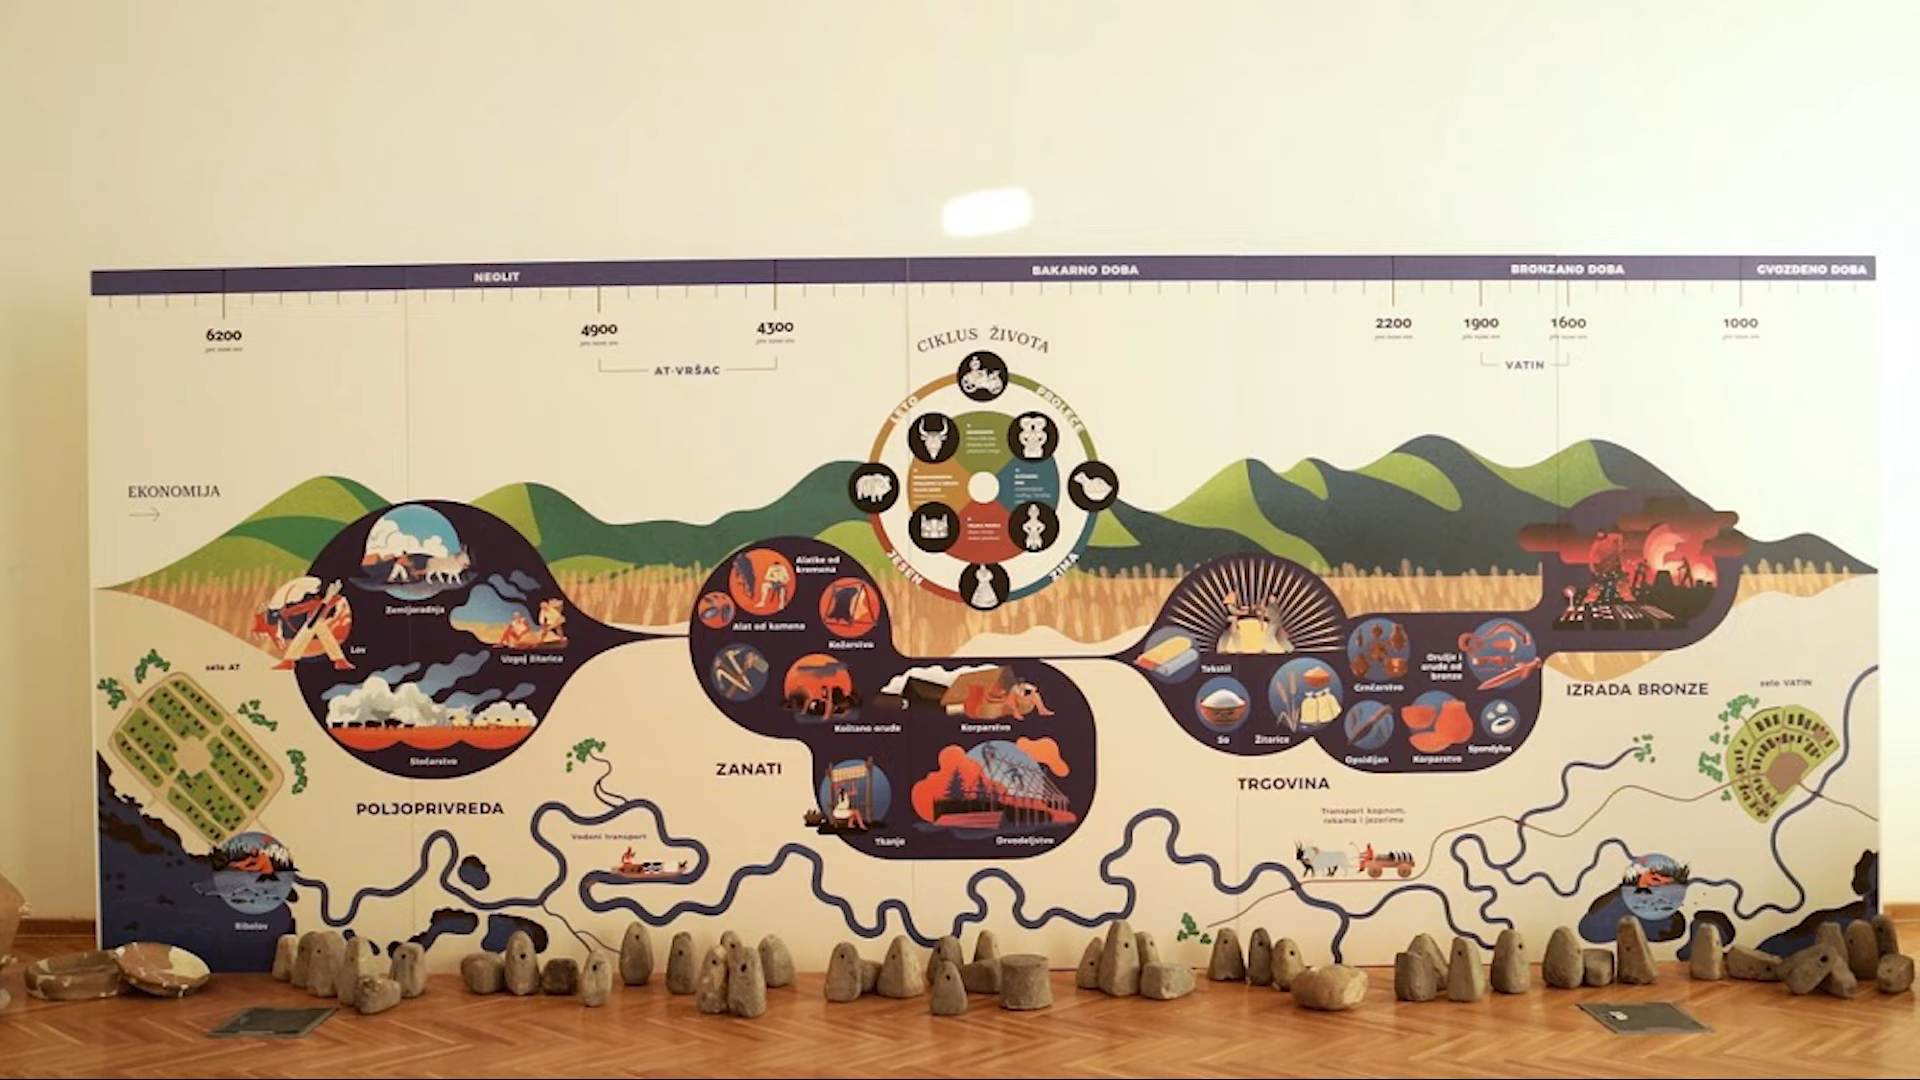 NEOLIT
BAKARNO DOBA
BRONZANO DOBA
GVOZDENO DOBA
6200
4900
4300
2200
1900
1600
1000
AT-VRŠAC
VATIN
CIKLUS ŽIVOTA
LETO
PROLEĆE
JESEN
ZIMA
EKONOMIJA
Zemljoradnja
Lov
Uzgoj žitarica
Stočarstvo
selo AT
Ribolov
POLJOPRIVREDA
Vodeni transport
Alatke od
kremena
Alat od kamena
Kožarstvo
Koštano oruđe
Korparstvo
Tkanje
Drvodeljstvo
ZANATI
Tekstil
So
Žitarice
Grnčarstvo
Oružje i
oruđe od
bronze
Opsidijan
Korparstvo
Spondylus
TRGOVINA
Transport kopnom,
rekama i jezerima
IZRADA BRONZE
selo VATIN